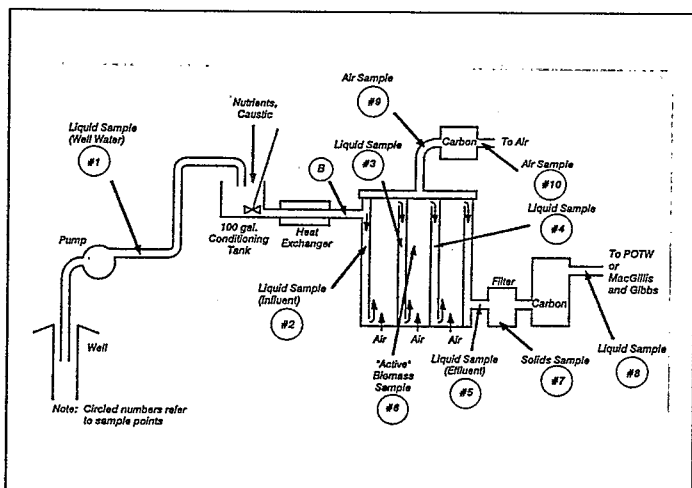 Air Sample
#9
Nutrients,
Caustic
Liquid Sample
(Well Water)
#1
Liquid Sample
#3
B
Carbon
To Air
Air Sample
#10
Pump
100 gal.
Conditioning
Tank
Heat
Exchanger
Liquid Sample
#4
To POTW
or
MacGillis
and Gibbs
Filter
Carbon
Liquid Sample
(Influent)
#2
Well
Air
Air
Air
"Active"
Biomass
Sample
#6
Liquid Sample
(Effluent)
#5
Solids Sample
#7
Liquid Sample
#8
Note: Circled numbers refer
to sample points